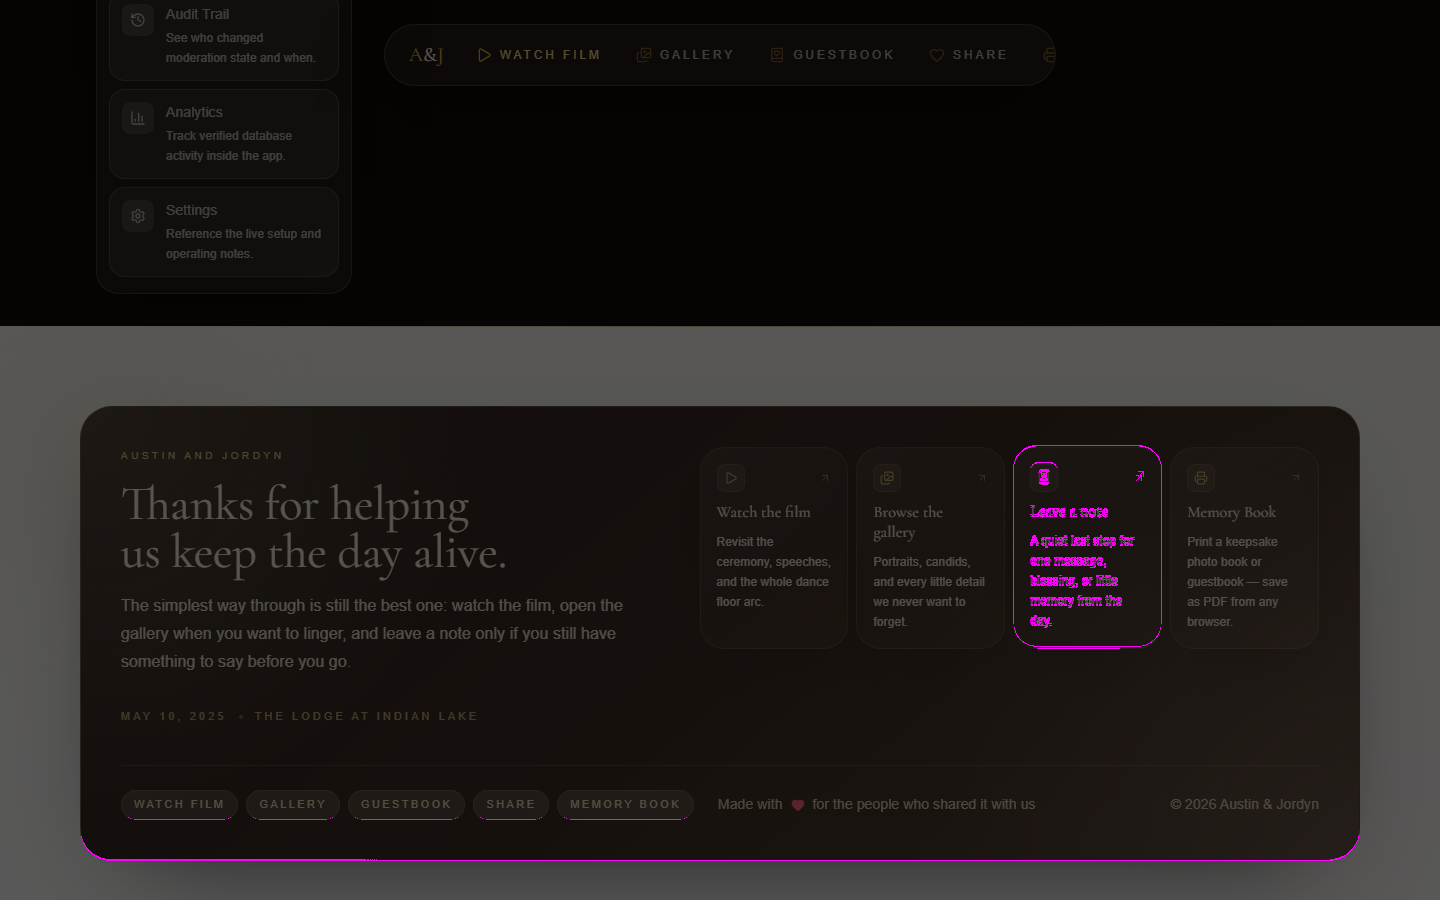 Audit Trail
See who changed
moderation state and when.
A&J
WATCH FILM
GALLERY
GUESTBOOK
SHARE
Analytics
Track verified database
activity inside the app.
Settings
Reference the live setup and
operating notes.
AUSTIN AND JORDYN
Thanks for helping
us keep the day alive.
The simplest way through is still the best one: watch the film, open the
gallery when you want to linger, and leave a note only if you still have
something to say before you go.
MAY 10, 2025 • THE LODGE AT INDIAN LAKE
Watch the film
Revisit the
ceremony, speeches,
and the whole dance
floor arc.
Browse the
gallery
Portraits, candids,
and every little detail
we never want to
forget.
Leave a note
A quiet last stop for
one message,
blessing, or little
memory from the
day.
Memory Book
Print a keepsake
photo book or
guestbook — save
as PDF from any
browser.
WATCH FILM
GALLERY
GUESTBOOK
SHARE
MEMORY BOOK
Made with ♥ for the people who shared it with us
© 2026 Austin & Jordyn